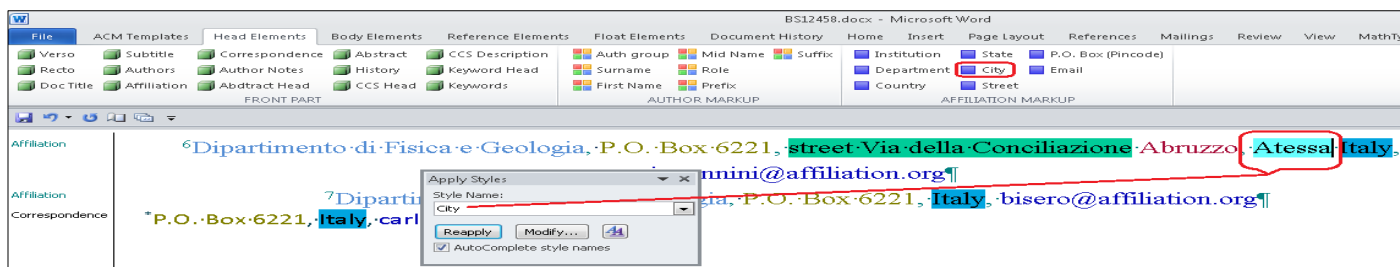 BS12458.docx - Microsoft Word
File ACM Templates Head Elements Body Elements Reference Elements Float Elements Document History Home Insert Page Layout References Mailings Review View MathTy
Verso Subtitle Correspondence Abstract CCS Description Auth group Mid Name Suffix Institution State P.O. Box (Pincode)
Recto Authors Author Notes History Keyword Head Surname Role Department City Email
Doc Title Affiliation Abdtract Head CCS Head Keywords First Name Prefix Country Street
FRONT PART AUTHOR MARKUP AFFILIATION MARKUP
Affiliation 6Dipartimento·di·Fisica·e·Geologia,·P.O.·Box·6221,·street·Via·della·Conciliazione·Abruzzo,·Atessa Italy,
nnini@affiliation.org¶
Affiliation 7Diparti gia,·P.O.·Box·6221,·Italy,·bisero@affiliation.org¶
Correspondence *P.O.·Box·6221,·Italy,·carl
Apply Styles
Style Name:
City
Reapply Modify...
AutoComplete style names